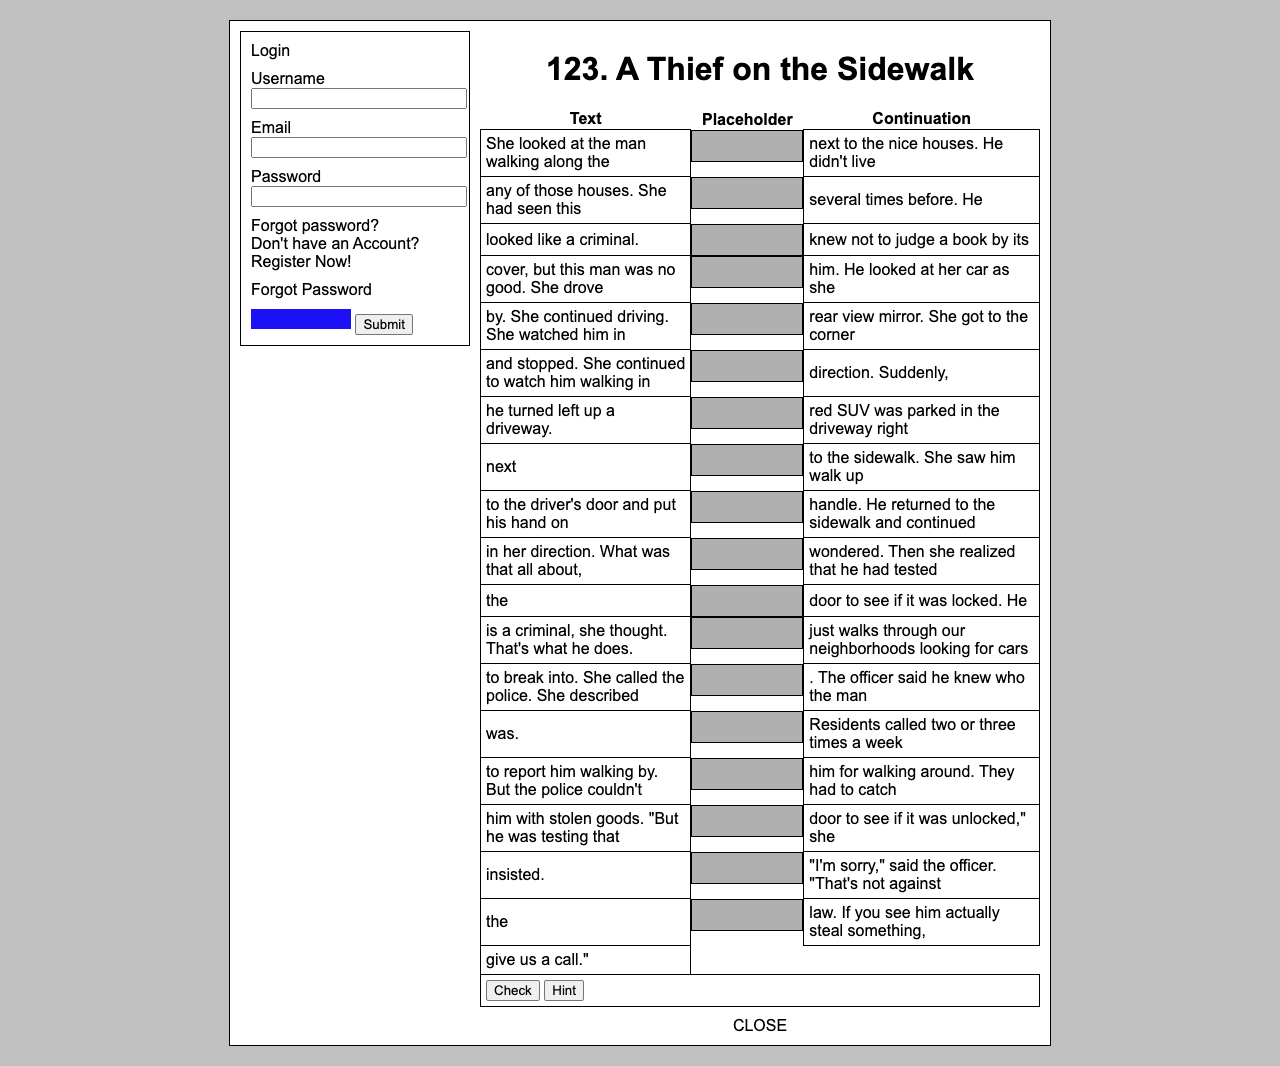 Login
Username
Email
Password
Forgot password?
Don't have an Account?
Register Now!
Forgot Password
Submit
123. A Thief on the Sidewalk
Text Placeholder Continuation
She looked at the man
walking along the
next to the nice houses. He
didn't live
any of those houses. She
had seen this
several times before. He
looked like a criminal.
knew not to judge a book by its
cover, but this man was no
good. She drove
him. He looked at her car as
she
by. She continued driving.
She watched him in
rear view mirror. She got to the
corner
and stopped. She continued
to watch him walking in
direction. Suddenly,
he turned left up a
driveway.
red SUV was parked in the
driveway right
next
to the sidewalk. She saw him
walk up
to the driver's door and put
his hand on
handle. He returned to the
sidewalk and continued
in her direction. What was
that all about,
wondered. Then she realized
that he had tested
the
door to see if it was locked. He
is a criminal, she thought.
That's what he does.
just walks through our
neighborhoods looking for cars
to break into. She called the
police. She described
. The officer said he knew who
the man
was.
Residents called two or three
times a week
to report him walking by.
But the police couldn't
him for walking around. They
had to catch
him with stolen goods. "But
he was testing that
door to see if it was unlocked,"
she
insisted.
"I'm sorry," said the officer.
"That's not against
the
law. If you see him actually
steal something,
give us a call."
Check Hint
CLOSE